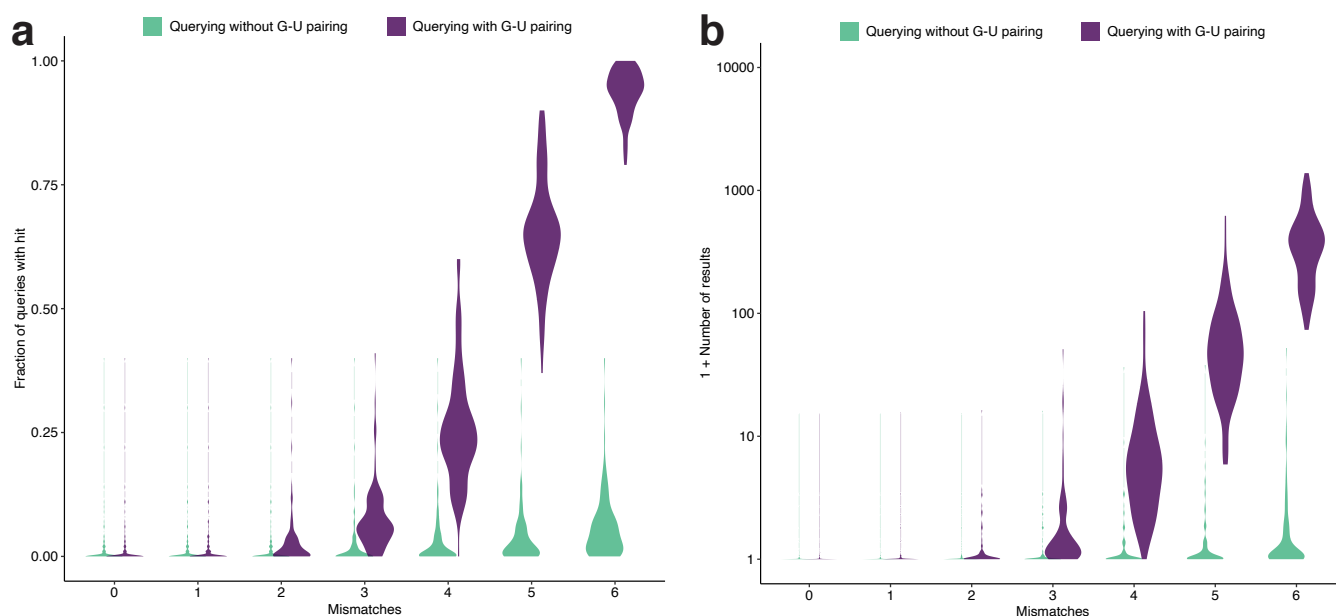 a
Querying without G-U pairing
Querying with G-U pairing
1.00
0.75
0.50
0.25
0.00
Fraction of queries with hit
0 1 2 3 4 5 6
Mismatches
b
Querying without G-U pairing
Querying with G-U pairing
10000
1000
100
10
1
1 + Number of results
0 1 2 3 4 5 6
Mismatches